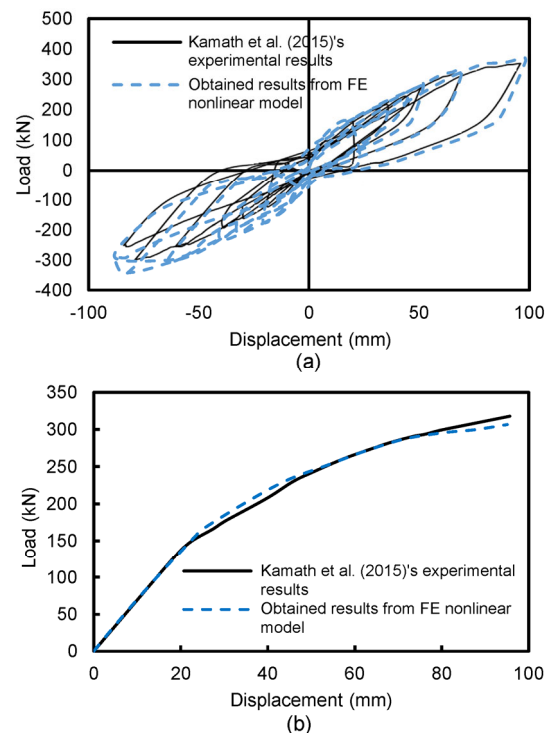 500
400
300
200
100
0
-100
-200
-300
-400
Load (kN)
Kamath et al. (2015)'s
experimental results
Obtained results from FE
nonlinear model
-100 -50 0 50 100
Displacement (mm)
(a)
350
300
250
200
150
100
50
0
Load (kN)
Kamath et al. (2015)'s experimental
results
Obtained results from FE nonlinear
model
0 20 40 60 80 100
Displacement (mm)
(b)